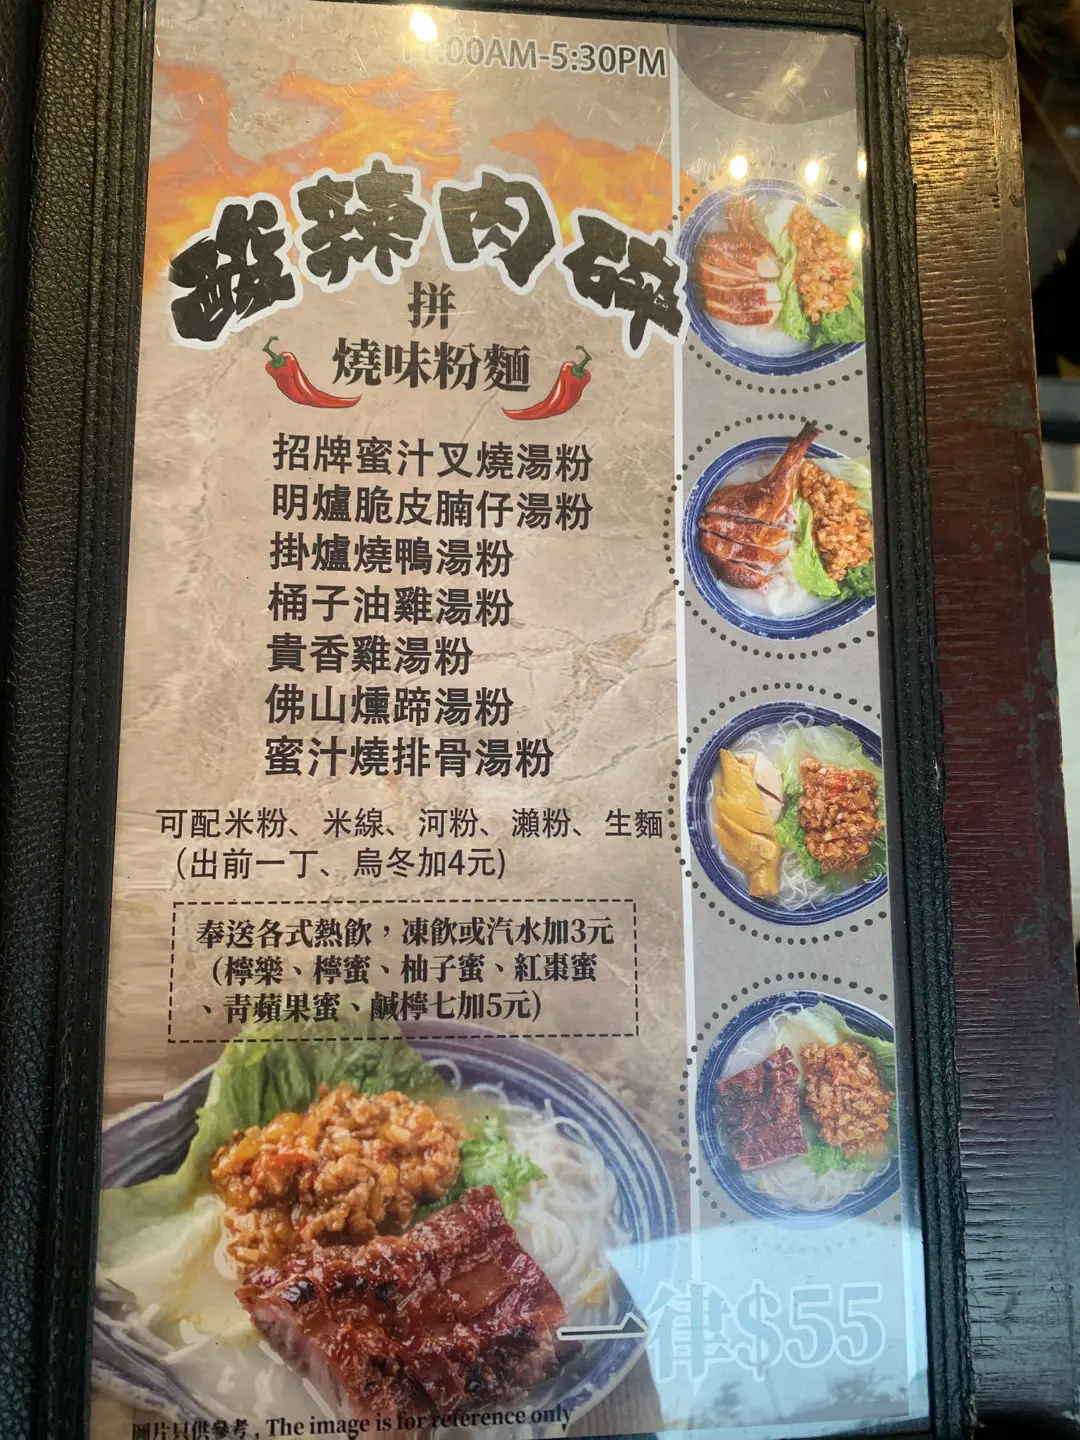 :00AM-5:30PM
酸辣肉碎
拼
燒味粉麵
招牌蜜汁叉燒湯粉
明爐脆皮腩仔湯粉
掛爐燒鴨湯粉
桶子油雞湯粉
貴香雞湯粉
佛山燻蹄湯粉
蜜汁燒排骨湯粉
可配米粉、米線、河粉、瀨粉、生麵
（出前一丁、烏冬加4元)
奉送各式熱飲，凍飲或汽水加3元
(檸樂、檸蜜、柚子蜜、紅棗蜜
、青蘋果蜜、鹹檸七加5元)
一律$55
圖片只供參考 , The image is for reference only